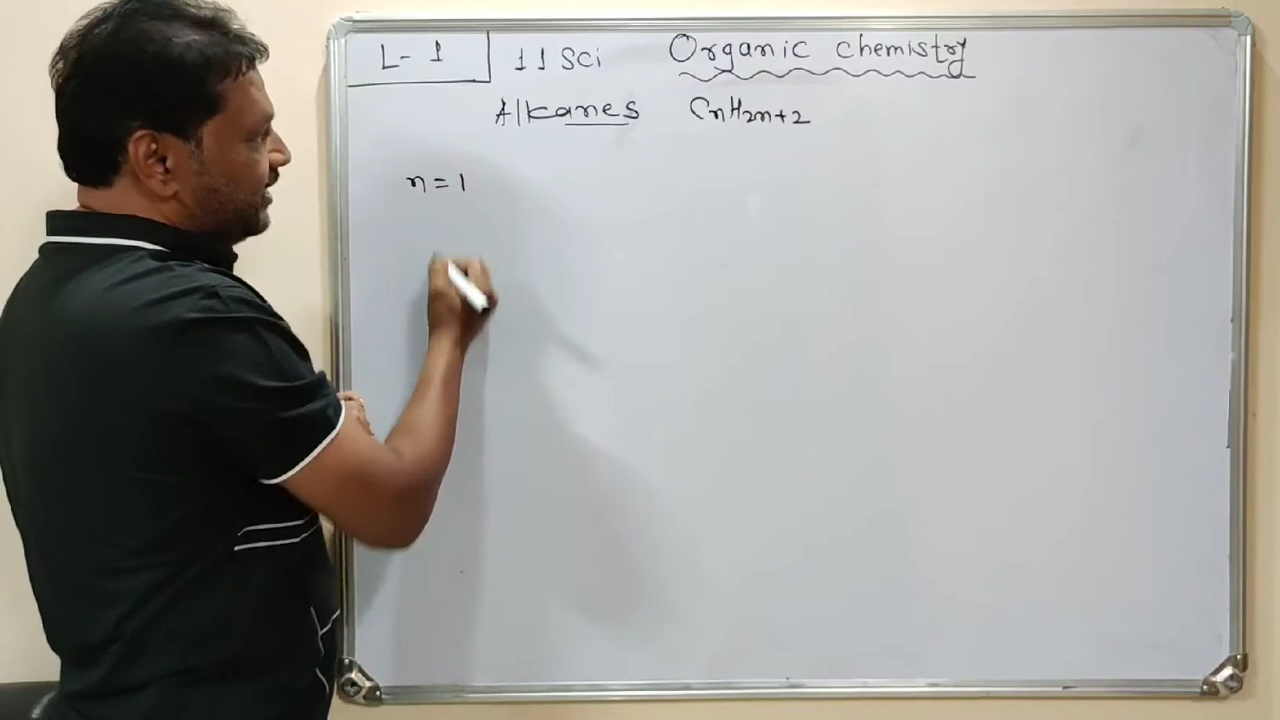 L- 1 11 Sci Organic chemistry
Alkanes CnH2n+2
n = 1